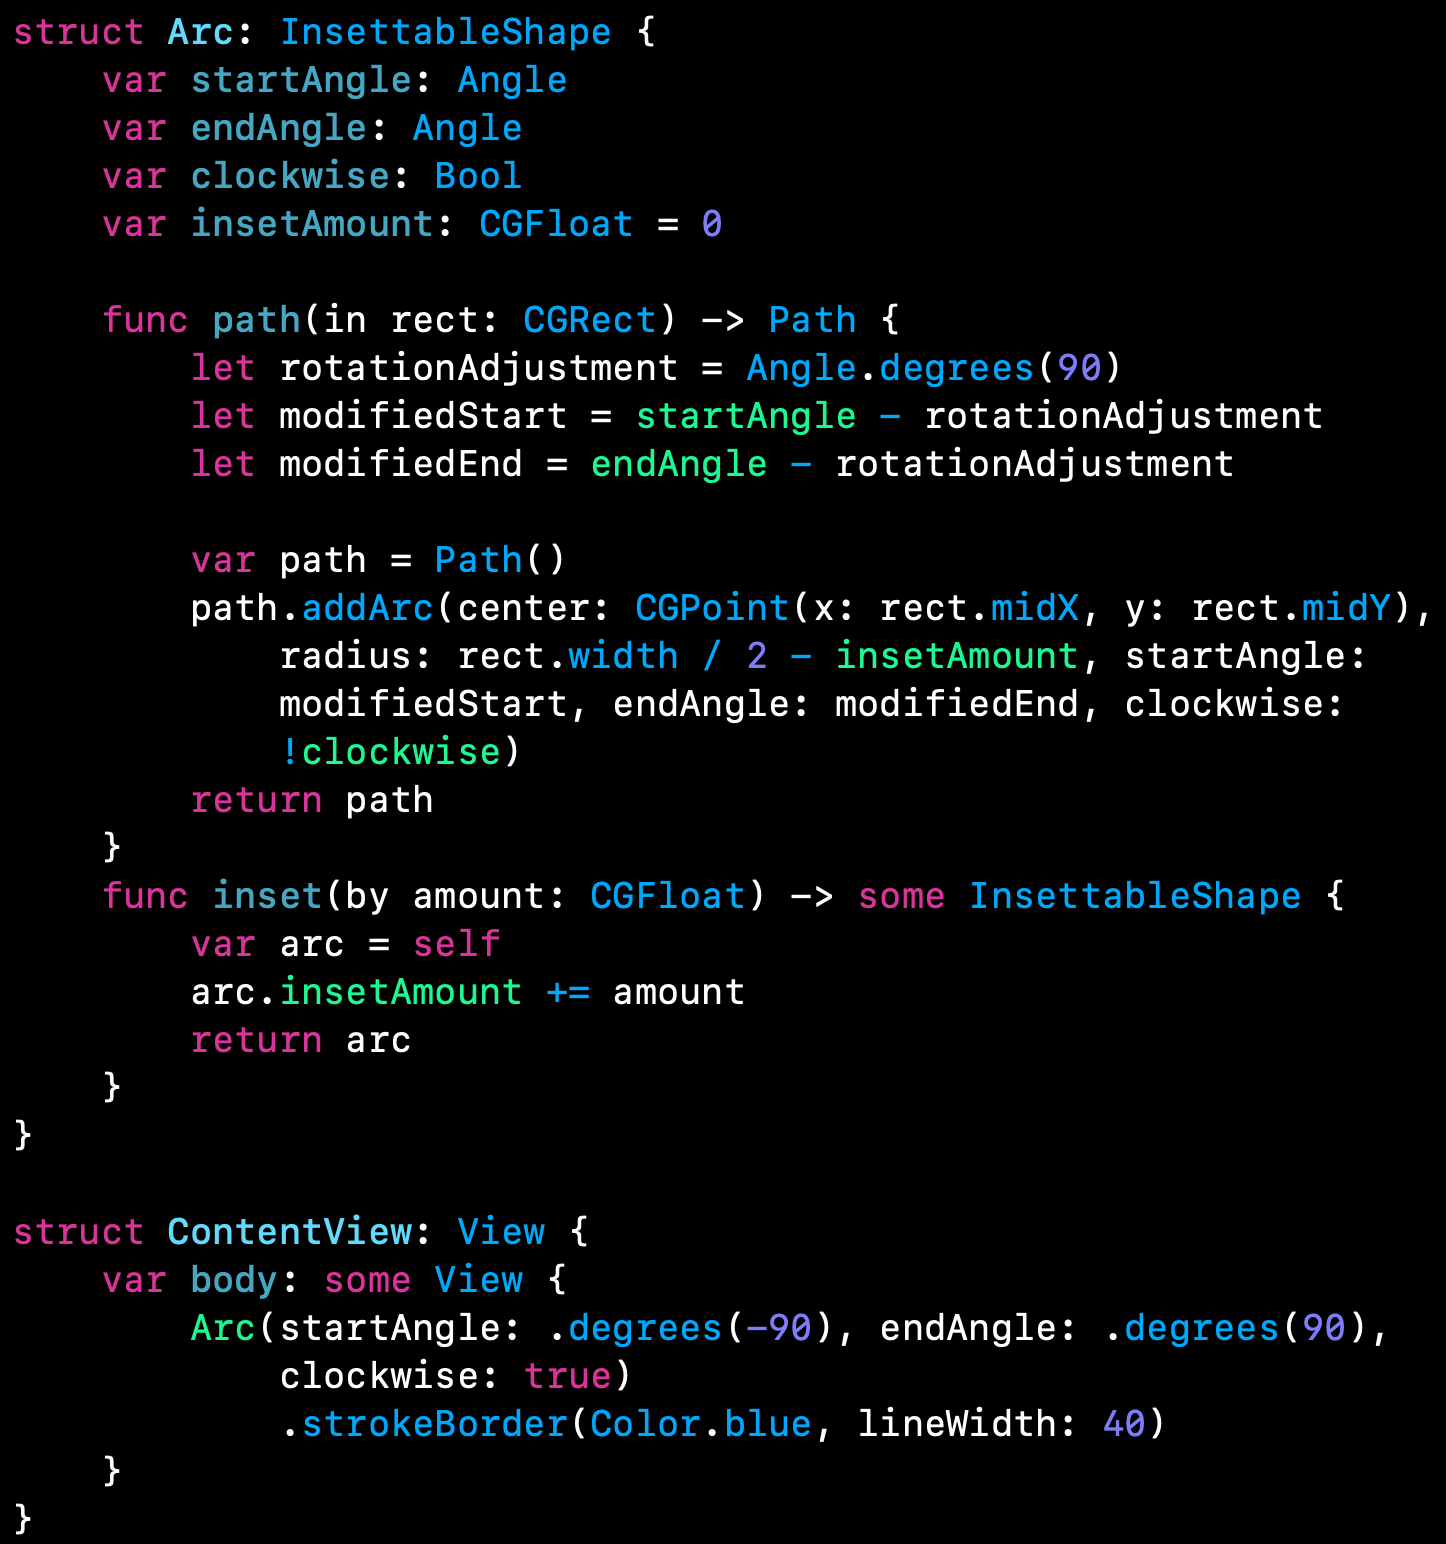 struct Arc: InsettableShape {
    var startAngle: Angle
    var endAngle: Angle
    var clockwise: Bool
    var insetAmount: CGFloat = 0

    func path(in rect: CGRect) -> Path {
        let rotationAdjustment = Angle.degrees(90)
        let modifiedStart = startAngle - rotationAdjustment
        let modifiedEnd = endAngle - rotationAdjustment

        var path = Path()
        path.addArc(center: CGPoint(x: rect.midX, y: rect.midY),
            radius: rect.width / 2 - insetAmount, startAngle:
            modifiedStart, endAngle: modifiedEnd, clockwise:
            !clockwise)
        return path
    }
    func inset(by amount: CGFloat) -> some InsettableShape {
        var arc = self
        arc.insetAmount += amount
        return arc
    }
}

struct ContentView: View {
    var body: some View {
        Arc(startAngle: .degrees(-90), endAngle: .degrees(90),
            clockwise: true)
            .strokeBorder(Color.blue, lineWidth: 40)
    }
}